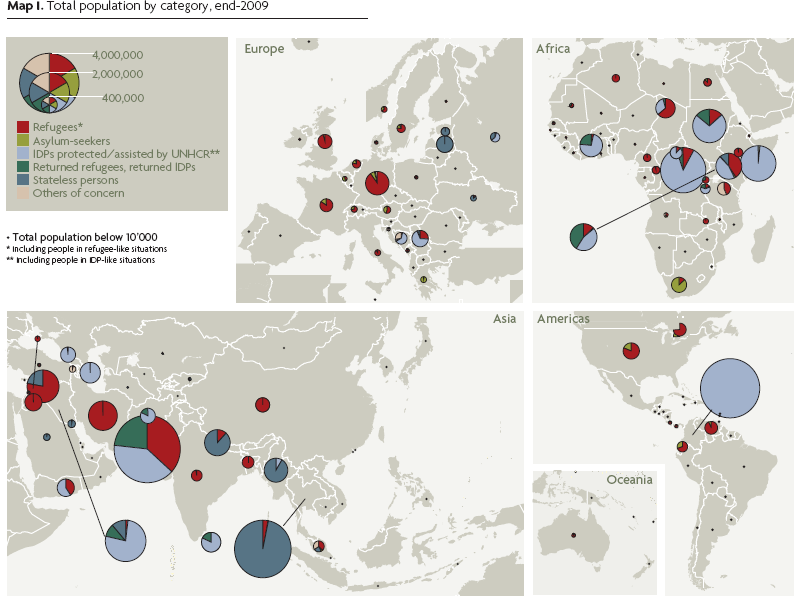 Map I. Total population by category, end-2009
4,000,000
2,000,000
400,000
Refugees*
Asylum-seekers
IDPs protected/assisted by UNHCR**
Returned refugees, returned IDPs
Stateless persons
Others of concern
• Total population below 10'000
* Including people in refugee-like situations
** Including people in IDP-like situations
Europe
Africa
Asia
Americas
Oceania